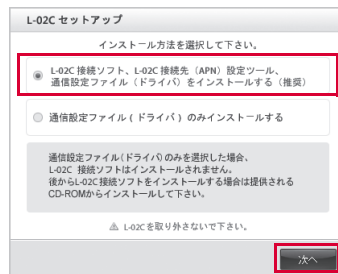 L-02C セットアップ
インストール方法を選択して下さい。
L-02C 接続ソフト、L-02C 接続先（APN）設定ツール、
通信設定ファイル（ドライバ）をインストールする（推奨）
通信設定ファイル ( ドライバ ) のみインストールする
通信設定ファイル(ドライバ)のみを選択した場合、
L-02C 接続ソフトはインストールされません。
後からL-02C接続ソフトをインストールする場合は提供される
CD-ROMからインストールして下さい。
L-02Cを取り外さないで下さい。
次へ